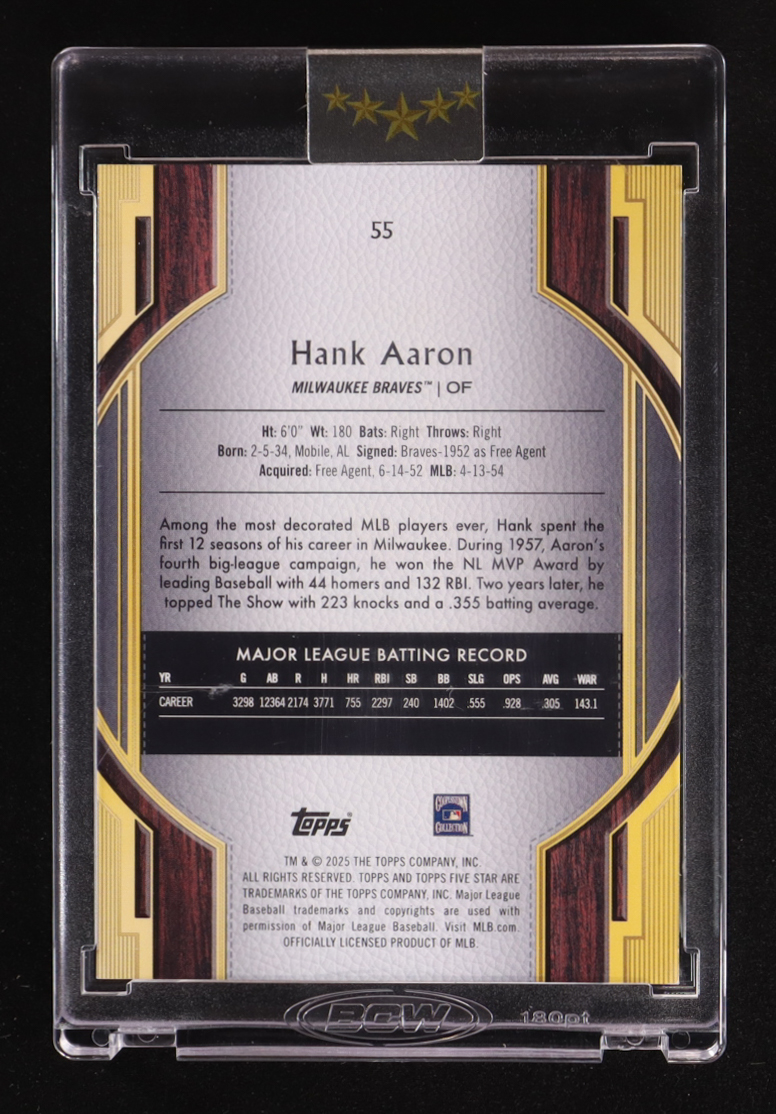 55
Hank Aaron
MILWAUKEE BRAVES™ | OF
Ht: 6'0" Wt: 180 Bats: Right Throws: Right
Born: 2-5-34, Mobile, AL Signed: Braves-1952 as Free Agent
Acquired: Free Agent, 6-14-52 MLB: 4-13-54
Among the most decorated MLB players ever, Hank spent the
first 12 seasons of his career in Milwaukee. During 1957, Aaron's
fourth big-league campaign, he won the NL MVP Award by
leading Baseball with 44 homers and 132 RBI. Two years later, he
topped The Show with 223 knocks and a .355 batting average.
MAJOR LEAGUE BATTING RECORD
YR G AB R H HR RBI SB BB SLG OPS AVG WAR
CAREER 3298 12364 2174 3771 755 2297 240 1402 .555 .928 .305 143.1
Topps®
COOPERSTOWN
COLLECTION™
TM & © 2025 THE TOPPS COMPANY, INC.
ALL RIGHTS RESERVED. TOPPS AND TOPPS FIVE STAR ARE
TRADEMARKS OF THE TOPPS COMPANY, INC. Major League
Baseball trademarks and copyrights are used with
permission of Major League Baseball. Visit MLB.com.
OFFICIALLY LICENSED PRODUCT OF MLB.
BCW 180pt